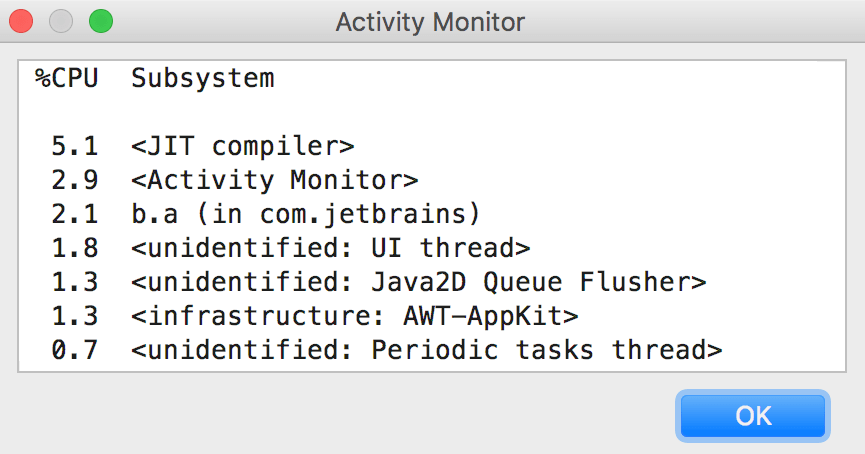 Activity Monitor
%CPU Subsystem
5.1 <JIT compiler>
2.9 <Activity Monitor>
2.1 b.a (in com.jetbrains)
1.8 <unidentified: UI thread>
1.3 <unidentified: Java2D Queue Flusher>
1.3 <infrastructure: AWT-AppKit>
0.7 <unidentified: Periodic tasks thread>
OK